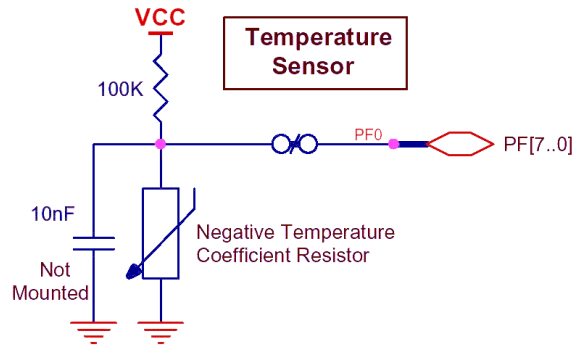 VCC
Temperature
Sensor
100K
PF0
PF[7..0]
10nF
Negative Temperature
Coefficient Resistor
Not
Mounted